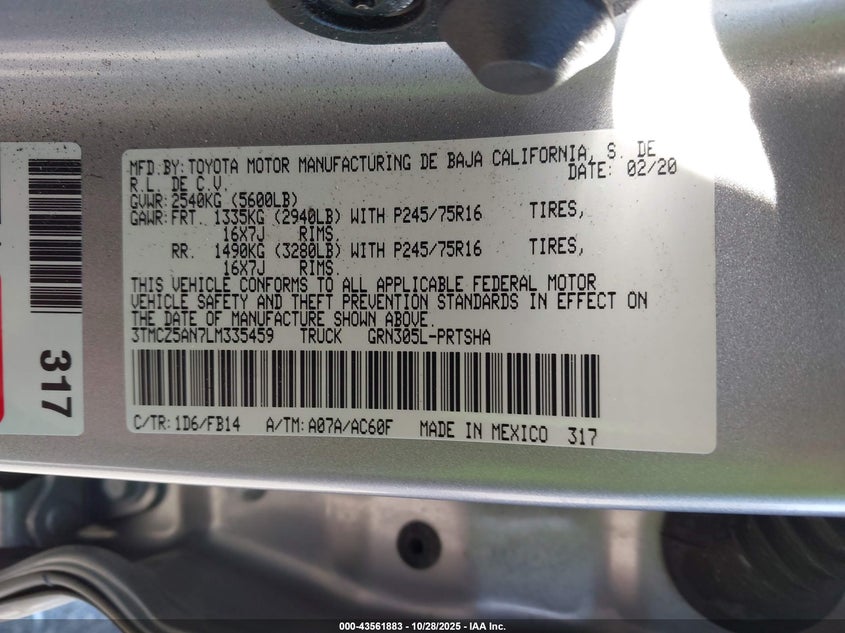 MFD BY: TOYOTA MOTOR MANUFACTURING DE BAJA CALIFORNIA, S. DE
R.L. DE C.V. DATE: 02/20
GVWR: 2540KG (5600LB)
GAWR: FRT. 1335KG (2940LB) WITH P245/75R16 TIRES,
16X7J RIMS.
RR. 1490KG (3280LB) WITH P245/75R16 TIRES,
16X7J RIMS.
THIS VEHICLE CONFORMS TO ALL APPLICABLE FEDERAL MOTOR
VEHICLE SAFETY AND THEFT PREVENTION STANDARDS IN EFFECT ON
THE DATE OF MANUFACTURE SHOWN ABOVE.
3TMCZ5AN7LM335459 TRUCK GRN305L-PRTSHA
C/TR: 1D6/FB14 A/TM: A07A/AC60F MADE IN MEXICO 317
317
000-43561883 - 10/28/2025 - IAA Inc.